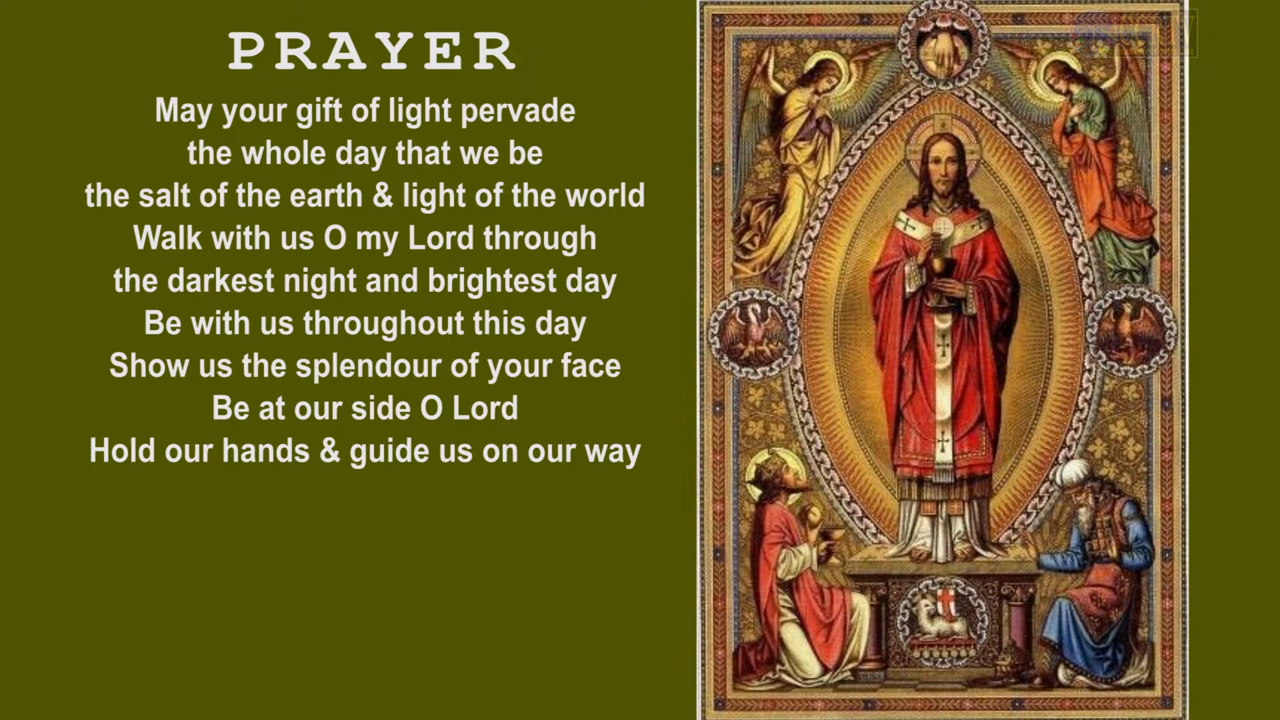 PRAYER
May your gift of light pervade
the whole day that we be
the salt of the earth & light of the world
Walk with us O my Lord through
the darkest night and brightest day
Be with us throughout this day
Show us the splendour of your face
Be at our side O Lord
Hold our hands & guide us on our way